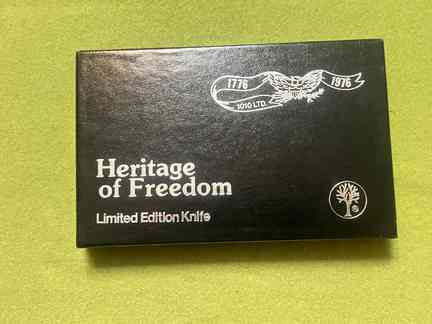 1776 1976
1010 LTD.
Heritage
of Freedom
Limited Edition Knife